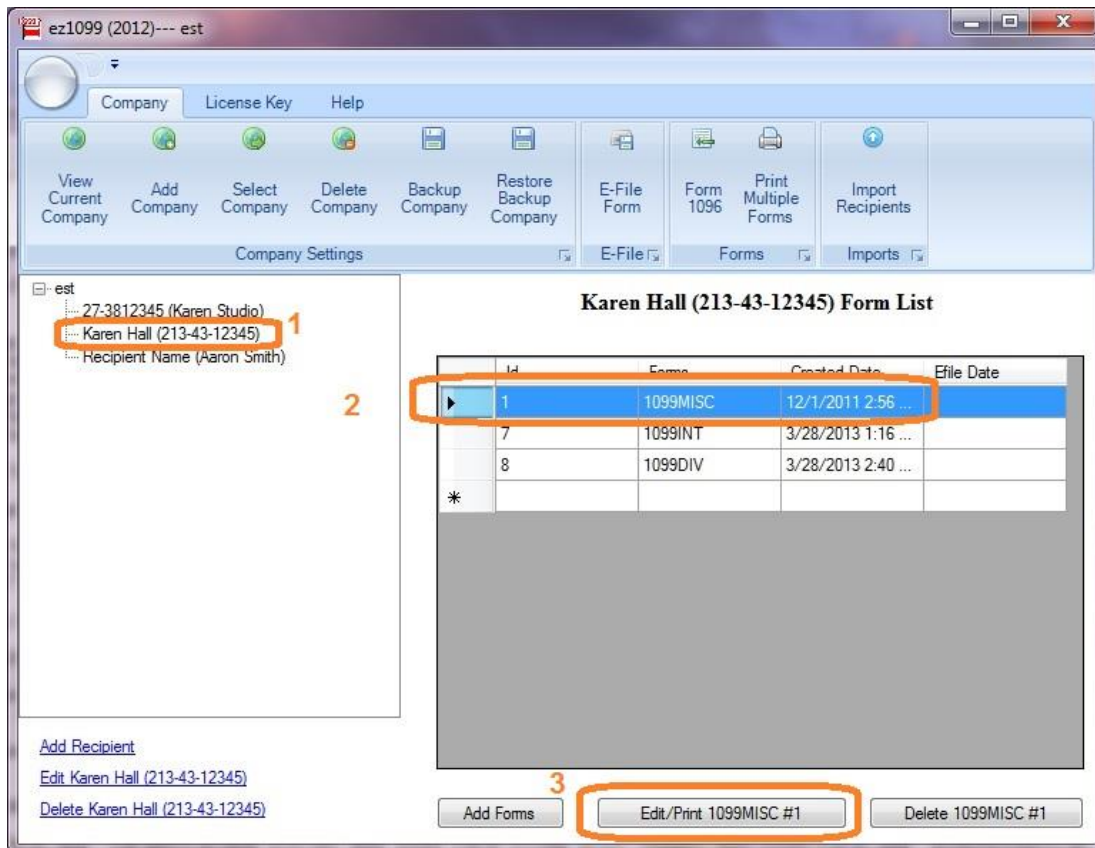 ez1099 (2012)--- est
Company License Key Help
View Current Company
Add Company
Select Company
Delete Company
Backup Company
Restore Backup Company
E-File Form
Form 1096
Print Multiple Forms
Import Recipients
Company Settings E-File Forms Imports
est
27-3812345 (Karen Studio)
Karen Hall (213-43-12345)
1
Recipient Name (Aaron Smith)
Karen Hall (213-43-12345) Form List
Id Forms Created Date Efile Date
2
1 1099MISC 12/1/2011 2:56 ...
7 1099INT 3/28/2013 1:16 ...
8 1099DIV 3/28/2013 2:40 ...
Add Recipient
Edit Karen Hall (213-43-12345)
Delete Karen Hall (213-43-12345)
3
Add Forms Edit/Print 1099MISC #1 Delete 1099MISC #1